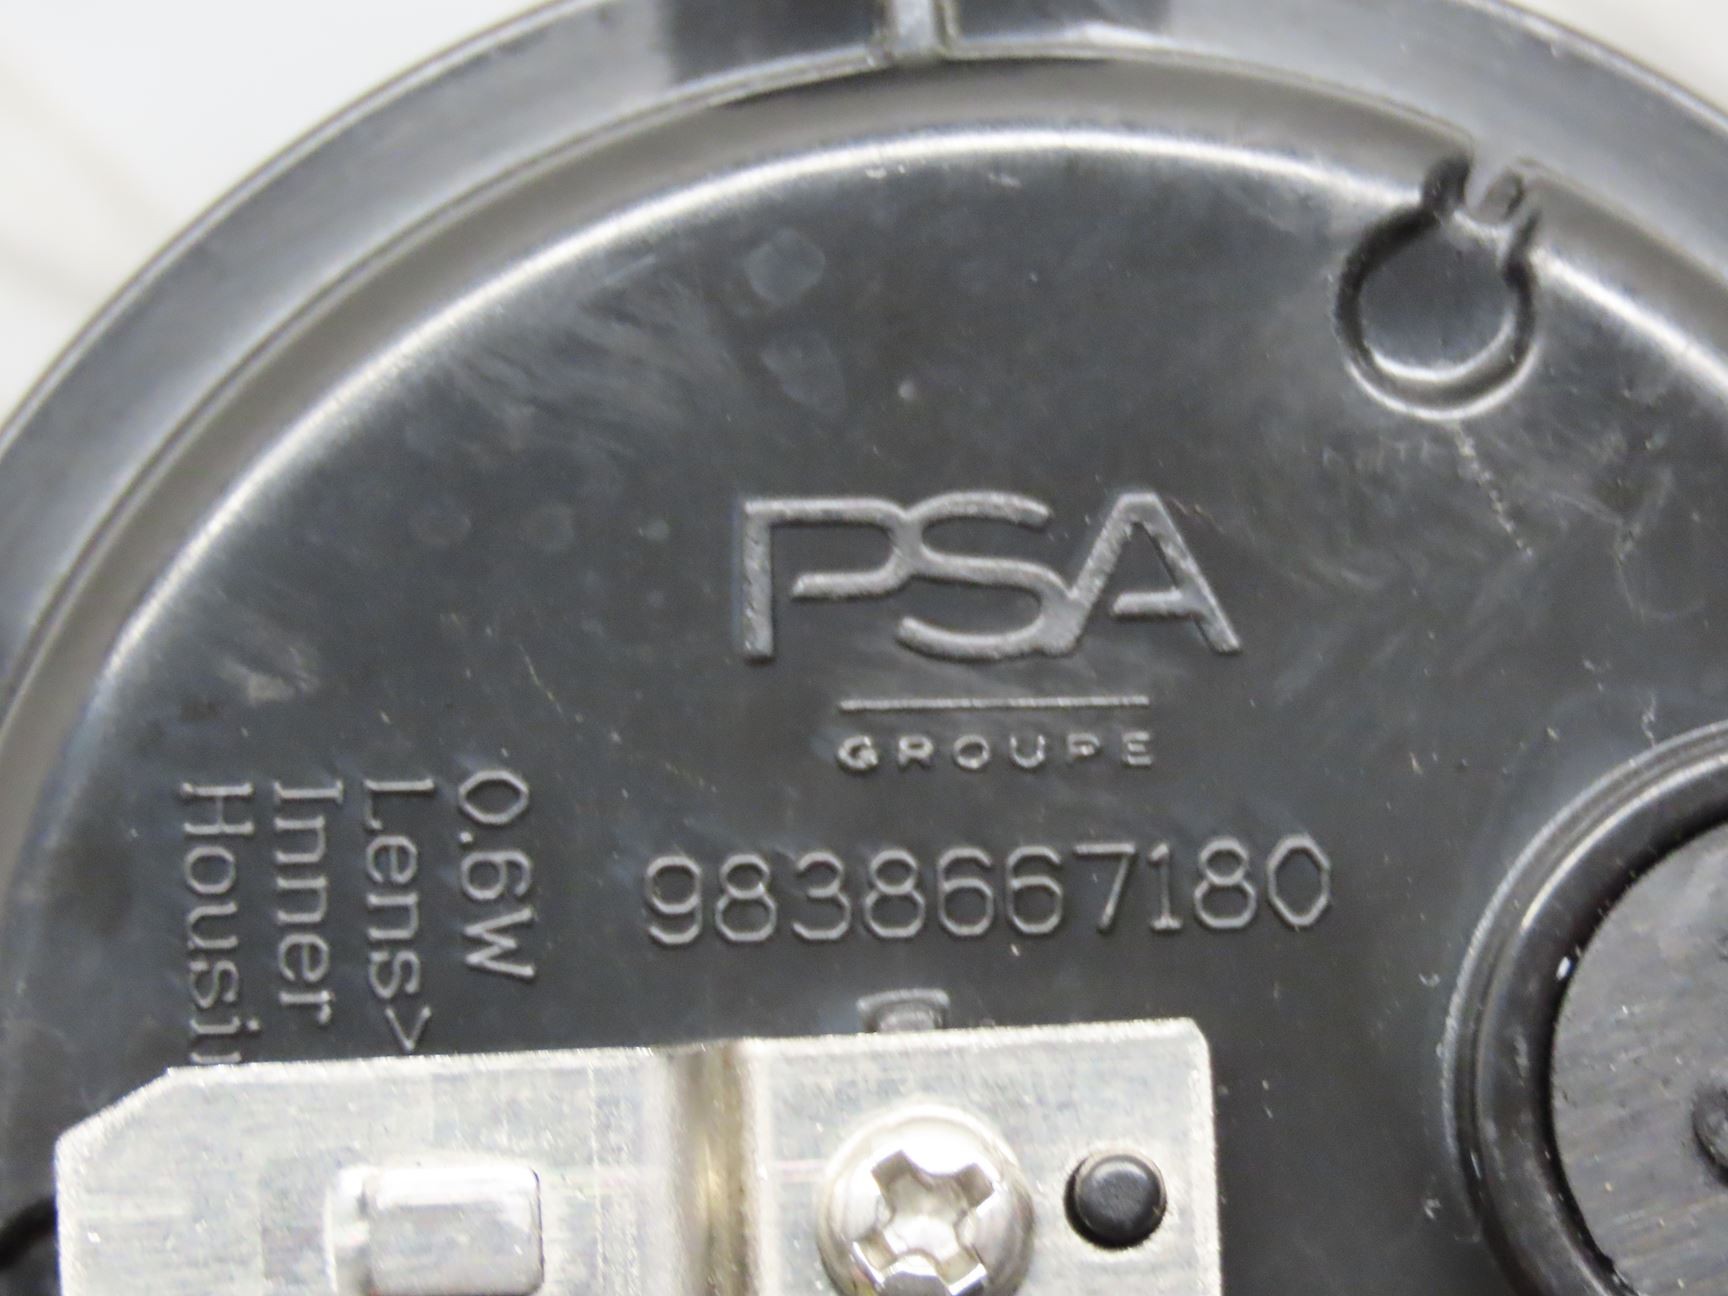 PSA
GROUPE
9838667180
0.6W
Lens>
Inner